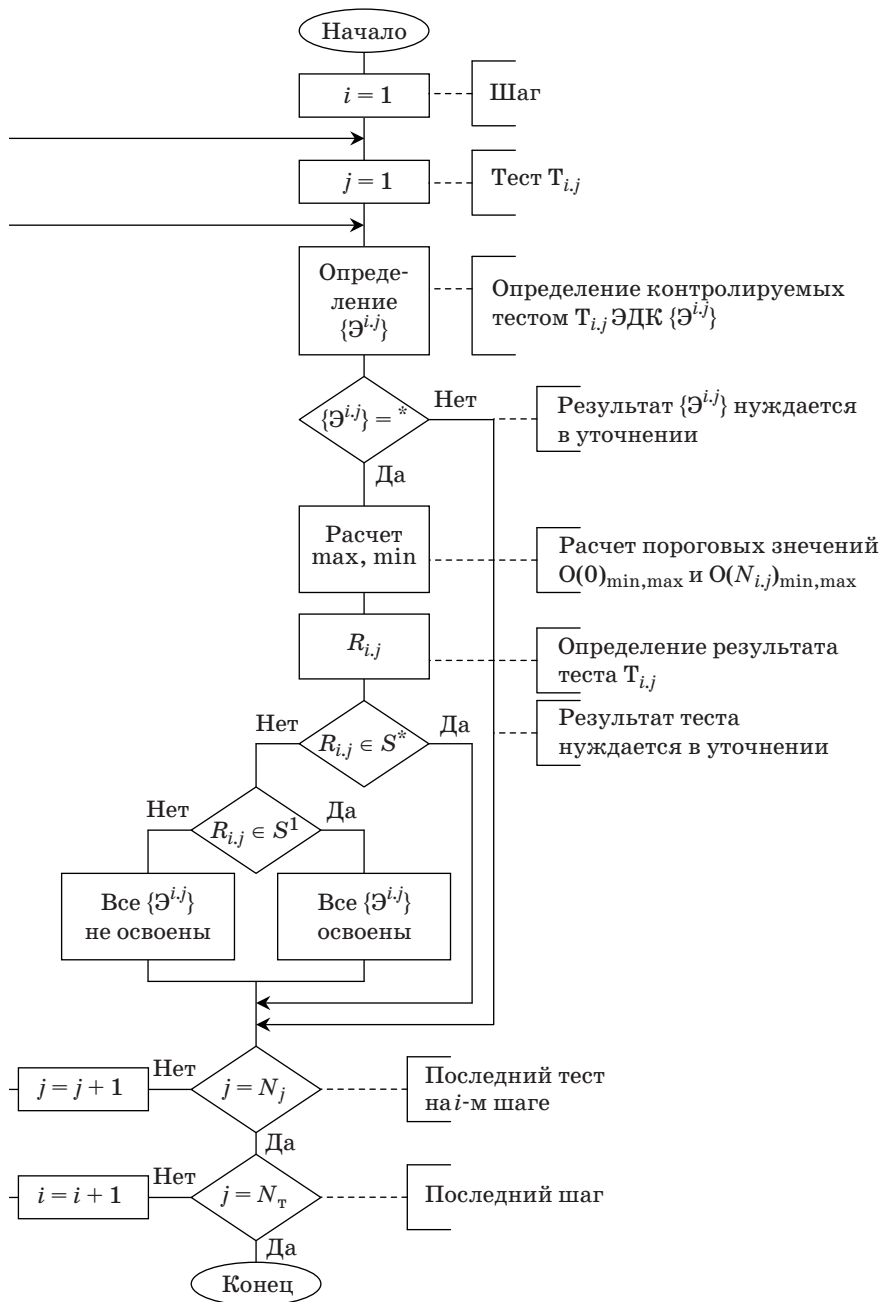 Начало
i = 1
Шаг
j = 1
Тест T_{i.j}
Опреде-
ление
{Э^{i.j}}
Определение контролируемых
тестом T_{i.j} ЭДК {Э^{i.j}}
{Э^{i.j}} = *
Нет
Результат {Э^{i.j}} нуждается
в уточнении
Да
Расчет
max, min
Расчет пороговых знечений
O(0)_{min,max} и O(N_{i.j})_{min,max}
R_{i.j}
Определение результата
теста T_{i.j}
Нет
R_{i.j} ∈ S^*
Да
Результат теста
нуждается в уточнении
Нет
R_{i.j} ∈ S^1
Да
Все {Э^{i.j}}
не освоены
Все {Э^{i.j}}
освоены
j = j + 1
Нет
j = N_j
Последний тест
на i-м шаге
Да
i = i + 1
Нет
j = N_т
Последний шаг
Да
Конец